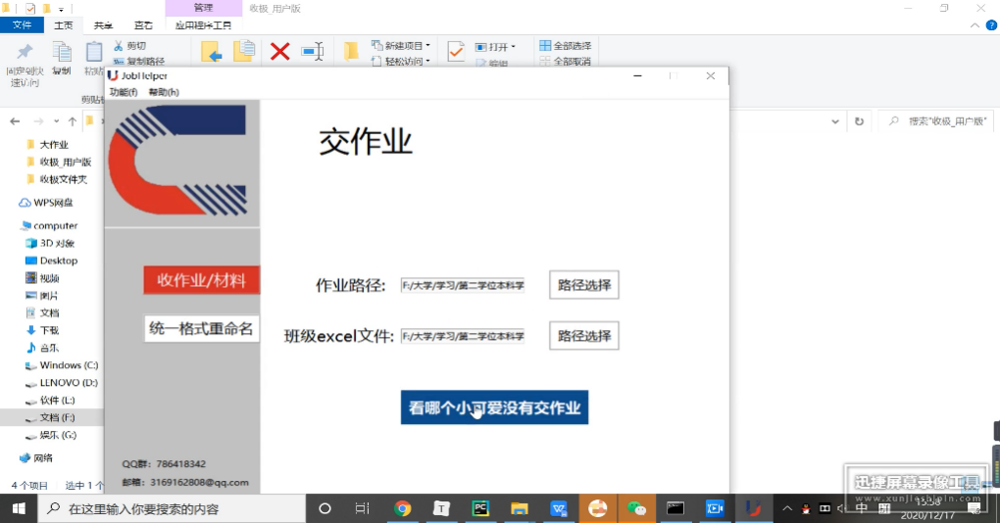 管理
收极_用户版
文件
主页
共享
查看
应用程序工具
固定到快
速访问
复制
粘贴
剪切
复制路径
新建项目
轻松访问
打开
编辑
全部选择
全部取消
JobHelper
功能(f) 帮助(h)
搜索"收极_用户版"
大作业
收极_用户版
收极文件夹
WPS网盘
computer
3D 对象
Desktop
视频
图片
文档
下载
音乐
Windows (C:)
LENOVO (D:)
软件 (L:)
文档 (F:)
娱乐 (G:)
网络
4 个项目 选中 1 个
交作业
收作业/材料
统一格式重命名
作业路径: F:/大学/学习/第二学位本科学 路径选择
班级excel文件: F:/大学/学习/第二学位本科学 路径选择
看哪个小可爱没有交作业
QQ群: 786418342
邮箱: 3169162808@qq.com
迅捷屏幕录像工具
www.xunjieshipin.com
在这里输入你要搜索的内容
中
15:58
2020/12/17